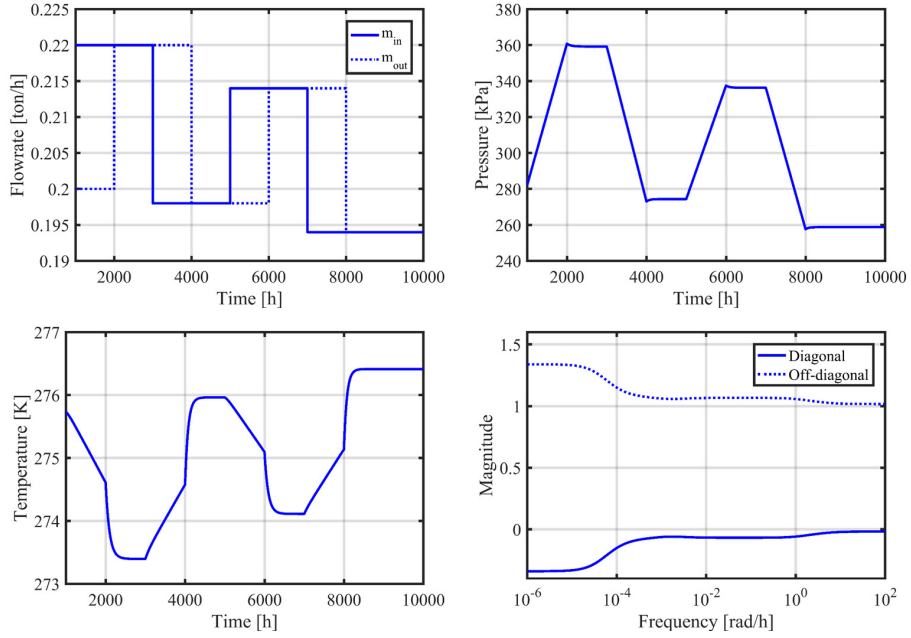 0.225
0.22
0.215
0.21
0.205
0.2
0.195
0.19
Flowrate [ton/h]
m_in
m_out
2000 4000 6000 8000 10000
Time [h]
360
340
320
300
280
260
240
Pressure [kPa]
2000 4000 6000 8000 10000
Time [h]
277
276
275
274
273
Temperature [K]
2000 4000 6000 8000 10000
Time [h]
1.5
1
0.5
0
Magnitude
Diagonal
Off-diagonal
10^-6 10^-4 10^-2 10^0 10^2
Frequency [rad/h]